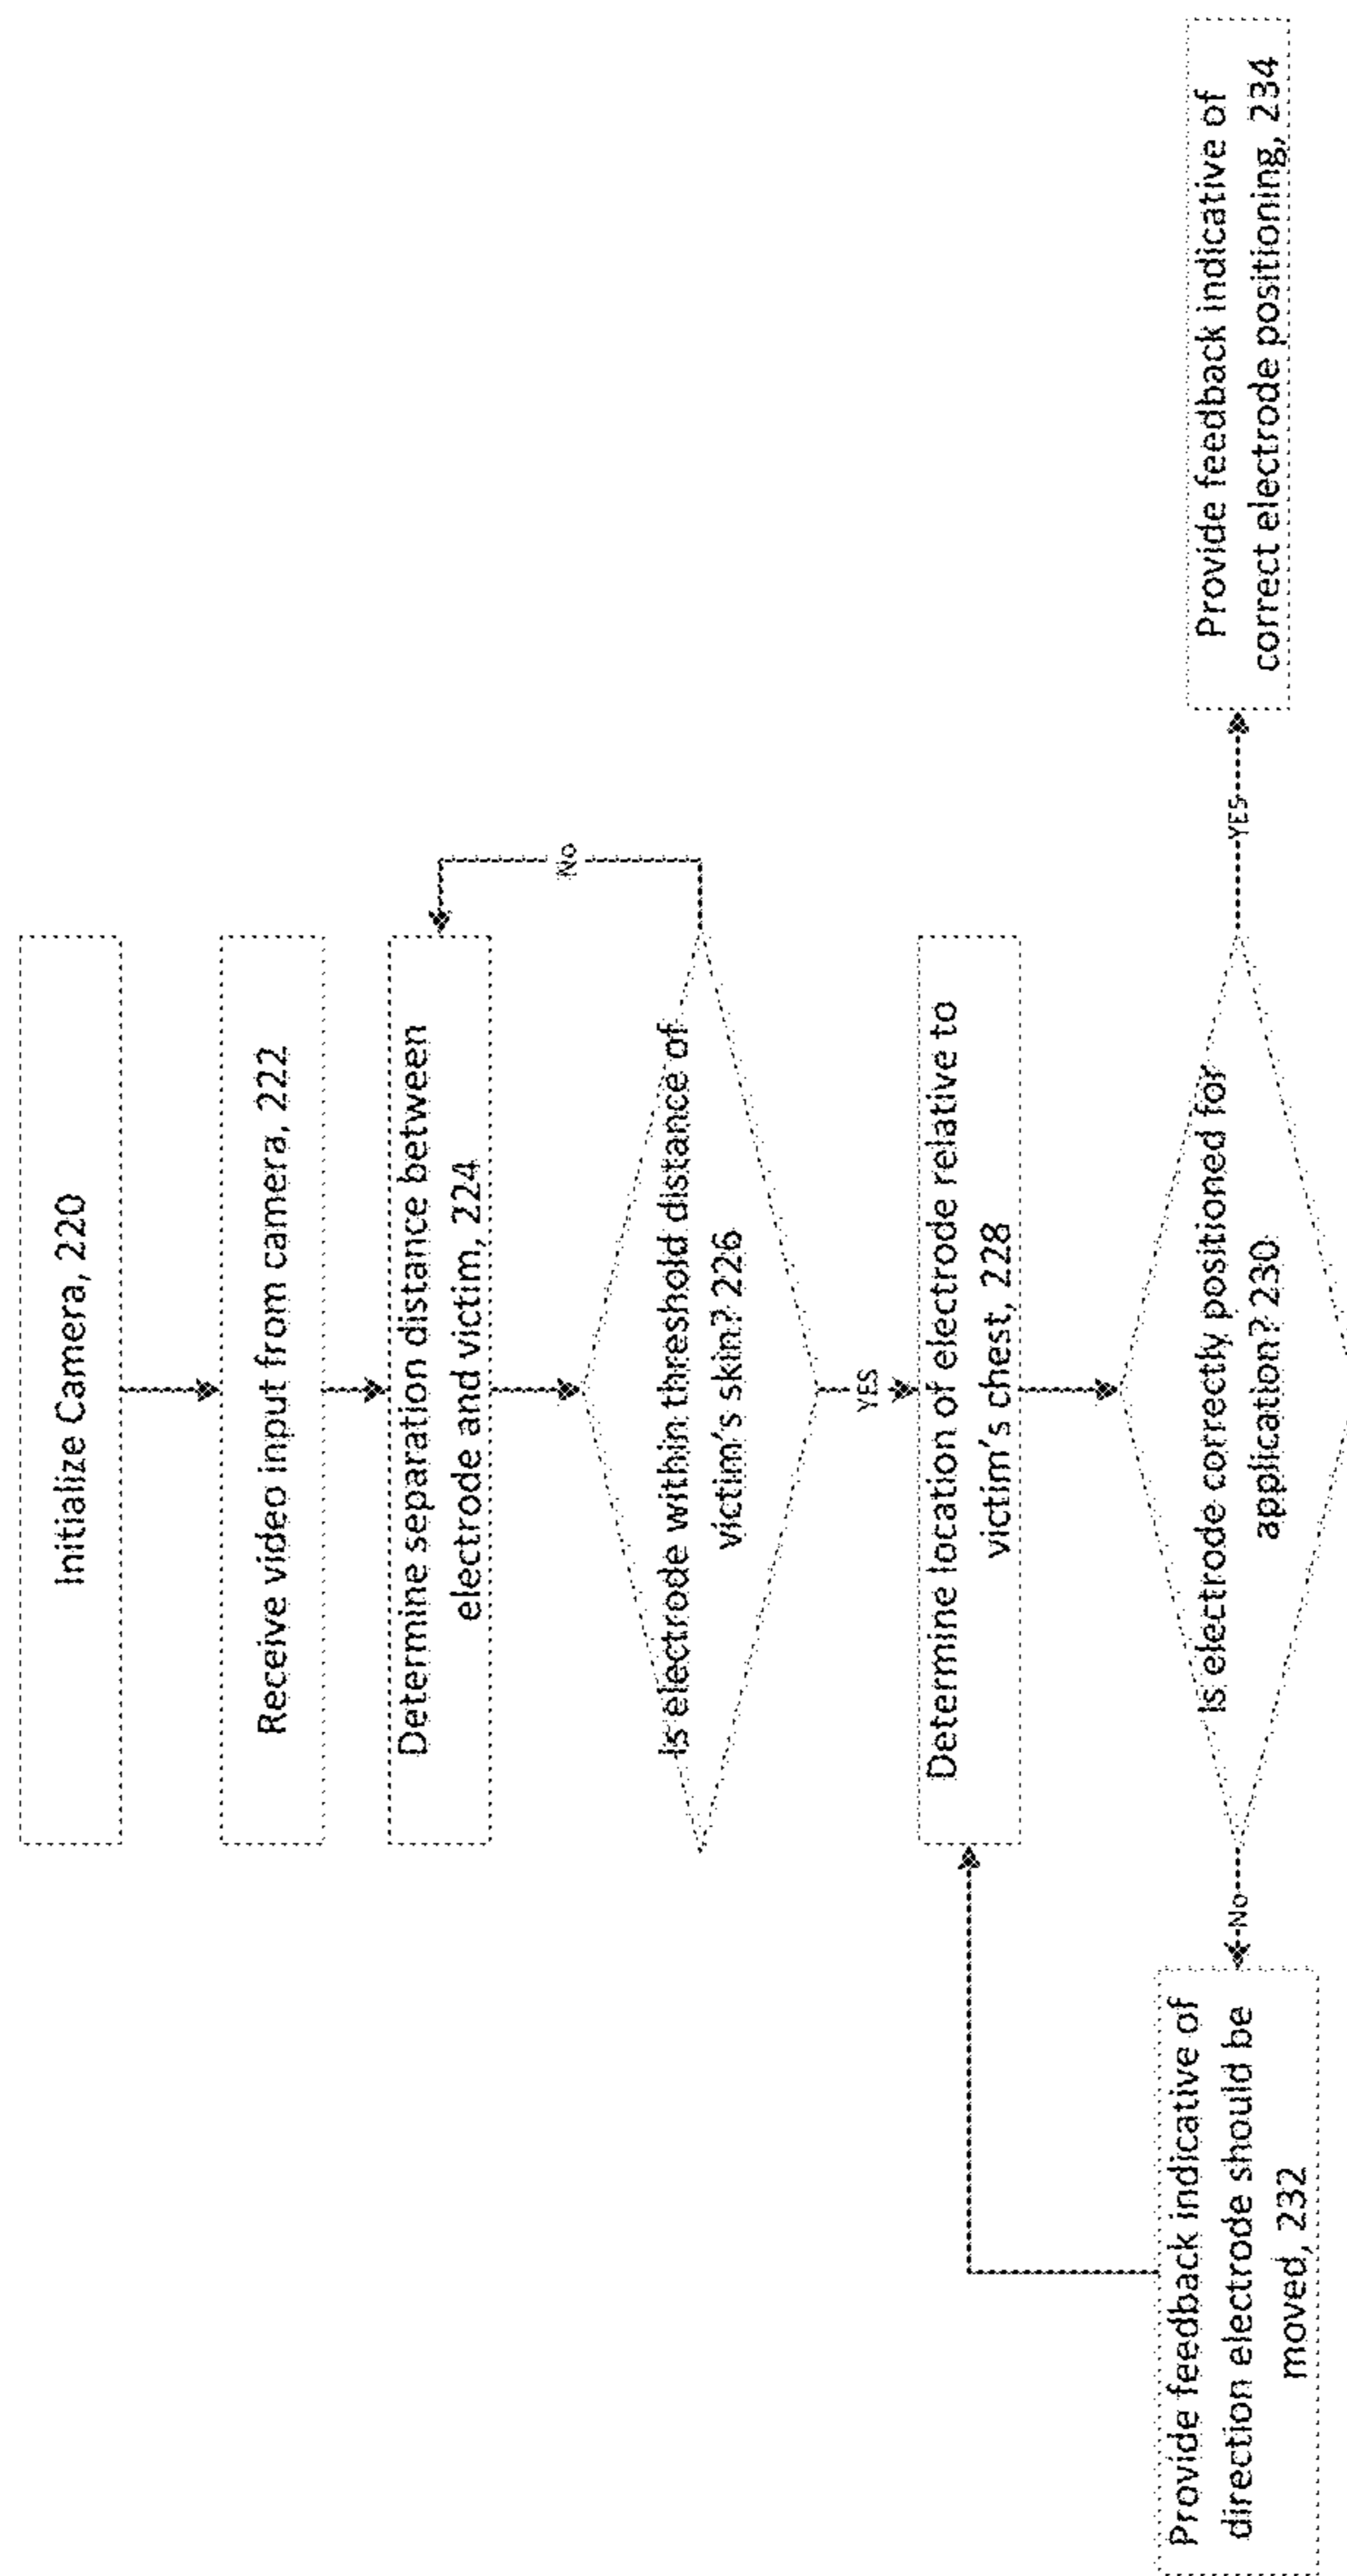 Initialize Camera, 220
Receive video input from camera, 222
Determine separation distance between
electrode and victim, 224
No
Is electrode within threshold distance of
victim's skin? 226
YES
Determine location of electrode relative to
victim's chest, 228
Is electrode correctly positioned for
application? 230
No
YES
Provide feedback indicative of
direction electrode should be
moved, 232
Provide feedback indicative of
correct electrode positioning, 234